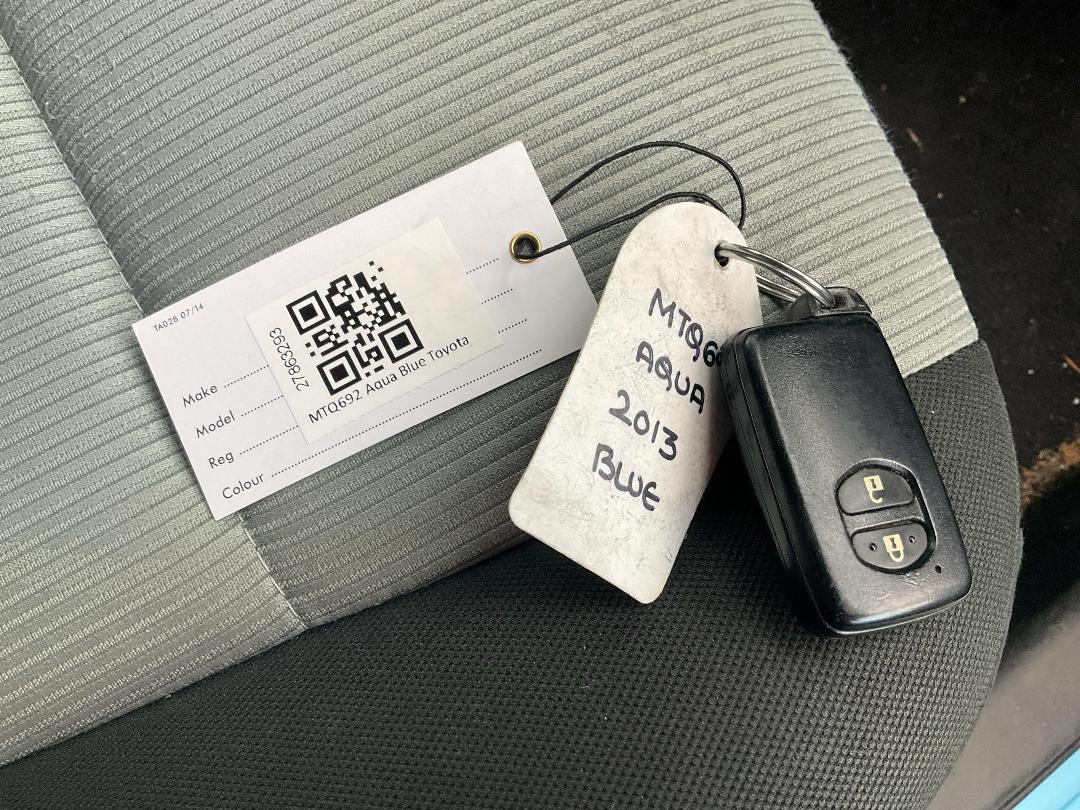 TA028 07/14
27863293
MTQ692 Aqua Blue Toyota
Make
Model
Reg
Colour
MTQ69
AQUA
2013
BLUE